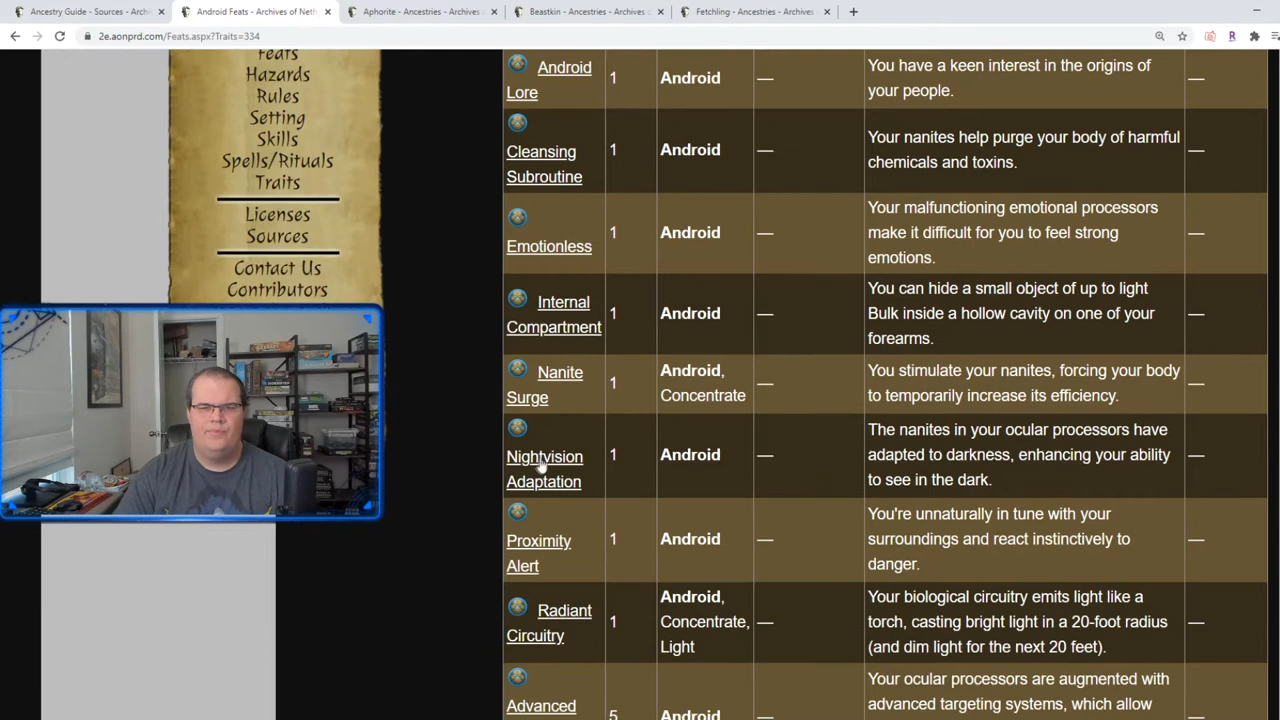 Ancestry Guide - Sources - Archi
Android Feats - Archives of Neth
Aphorite - Ancestries - Archives
Beastkin - Ancestries - Archives o
Fetchling - Ancestries - Archives
2e.aonprd.com/Feats.aspx?Traits=334
Feats
Hazards
Rules
Setting
Skills
Spells/Rituals
Traits
Licenses
Sources
Contact Us
Contributors
Android Lore
1
Android
—
You have a keen interest in the origins of
your people.
—
Cleansing
Subroutine
1
Android
—
Your nanites help purge your body of harmful
chemicals and toxins.
—
Emotionless
1
Android
—
Your malfunctioning emotional processors
make it difficult for you to feel strong
emotions.
—
Internal
Compartment
1
Android
—
You can hide a small object of up to light
Bulk inside a hollow cavity on one of your
forearms.
—
Nanite
Surge
1
Android,
Concentrate
—
You stimulate your nanites, forcing your body
to temporarily increase its efficiency.
—
Nightvision
Adaptation
1
Android
—
The nanites in your ocular processors have
adapted to darkness, enhancing your ability
to see in the dark.
—
Proximity
Alert
1
Android
—
You're unnaturally in tune with your
surroundings and react instinctively to
danger.
—
Radiant
Circuitry
1
Android,
Concentrate,
Light
—
Your biological circuitry emits light like a
torch, casting bright light in a 20-foot radius
(and dim light for the next 20 feet).
—
Advanced
5
Android
Your ocular processors are augmented with
advanced targeting systems, which allow